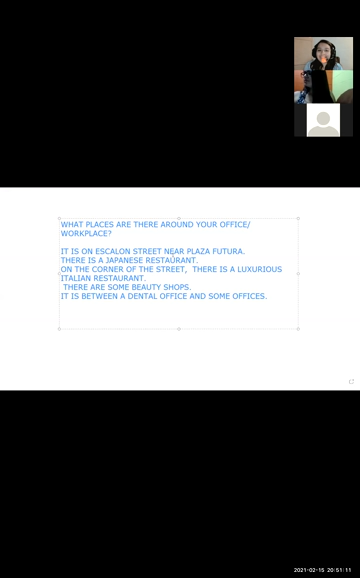 WHAT PLACES ARE THERE AROUND YOUR OFFICE/
WORKPLACE?
IT IS ON ESCALON STREET NEAR PLAZA FUTURA.
THERE IS A JAPANESE RESTAURANT.
ON THE CORNER OF THE STREET, THERE IS A LUXURIOUS
ITALIAN RESTAURANT.
THERE ARE SOME BEAUTY SHOPS.
IT IS BETWEEN A DENTAL OFFICE AND SOME OFFICES.
2021-02-15 20:51:11